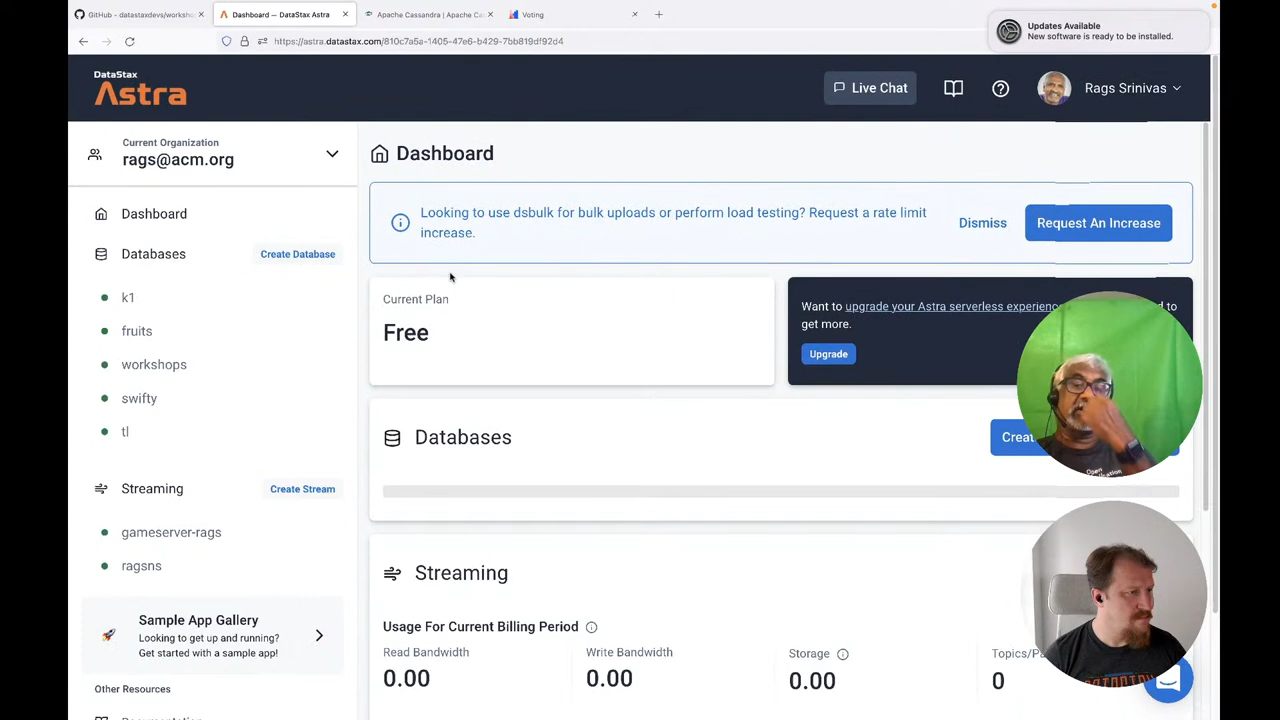 GitHub - datastaxdevs/worksho
Dashboard — DataStax Astra
Apache Cassandra | Apache Ca
Voting
Updates Available
New software is ready to be installed.
https://astra.datastax.com/810c7a5a-1405-47e6-b429-7bb819df92d4
DataStax
Astra
Live Chat
Rags Srinivas
Current Organization
rags@acm.org
Dashboard
Databases
Create Database
k1
fruits
workshops
swifty
tl
Streaming
Create Stream
gameserver-rags
ragsns
Sample App Gallery
Looking to get up and running?
Get started with a sample app!
Other Resources
Dashboard
Looking to use dsbulk for bulk uploads or perform load testing? Request a rate limit
increase.
Dismiss
Request An Increase
Current Plan
Free
Want to upgrade your Astra serverless experience
to
get more.
Upgrade
Databases
Creat
Streaming
Usage For Current Billing Period
Read Bandwidth
0.00
Write Bandwidth
0.00
Storage
0.00
Topics/Pa
0
Open